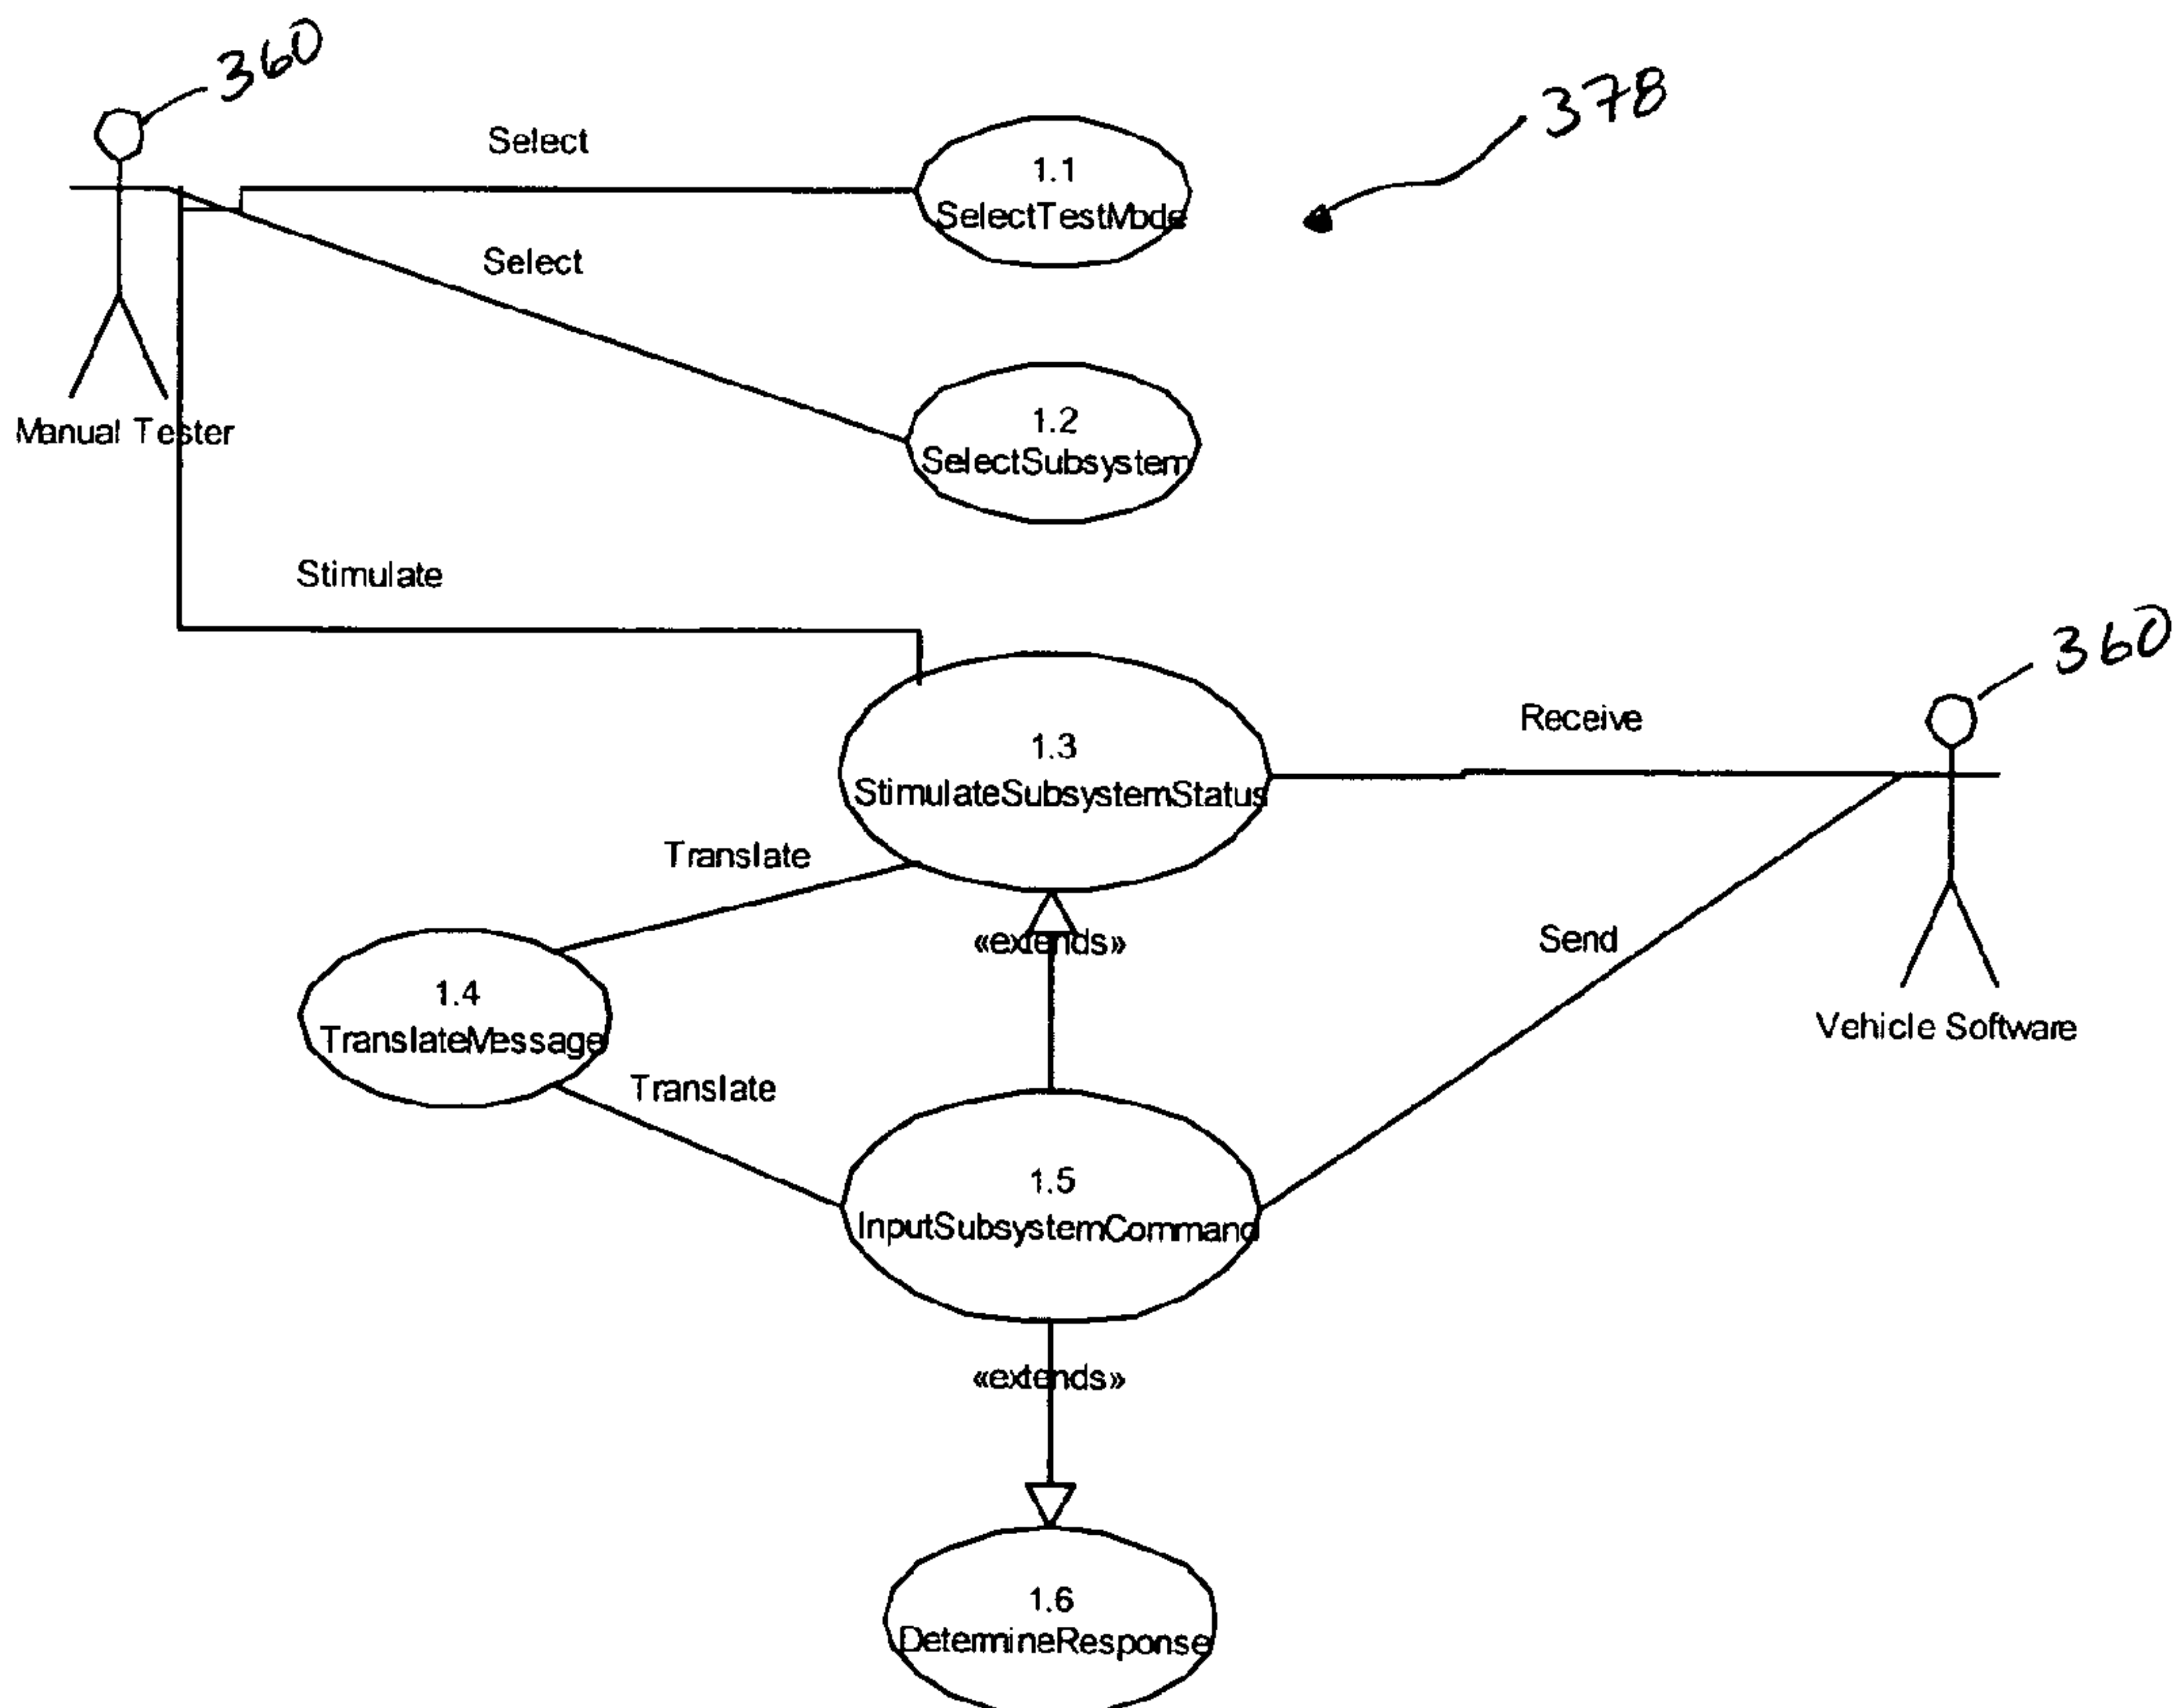 360
378
Select
1.1
SelectTestMode
Select
1.2
SelectSubsystem
Manual Tester
Stimulate
360
1.3
StimulateSubsystemStatus
Receive
Translate
«extends»
Send
1.4
TranslateMessage
Vehicle Software
Translate
1.5
InputSubsystemCommand
«extends»
1.6
DetermineResponse